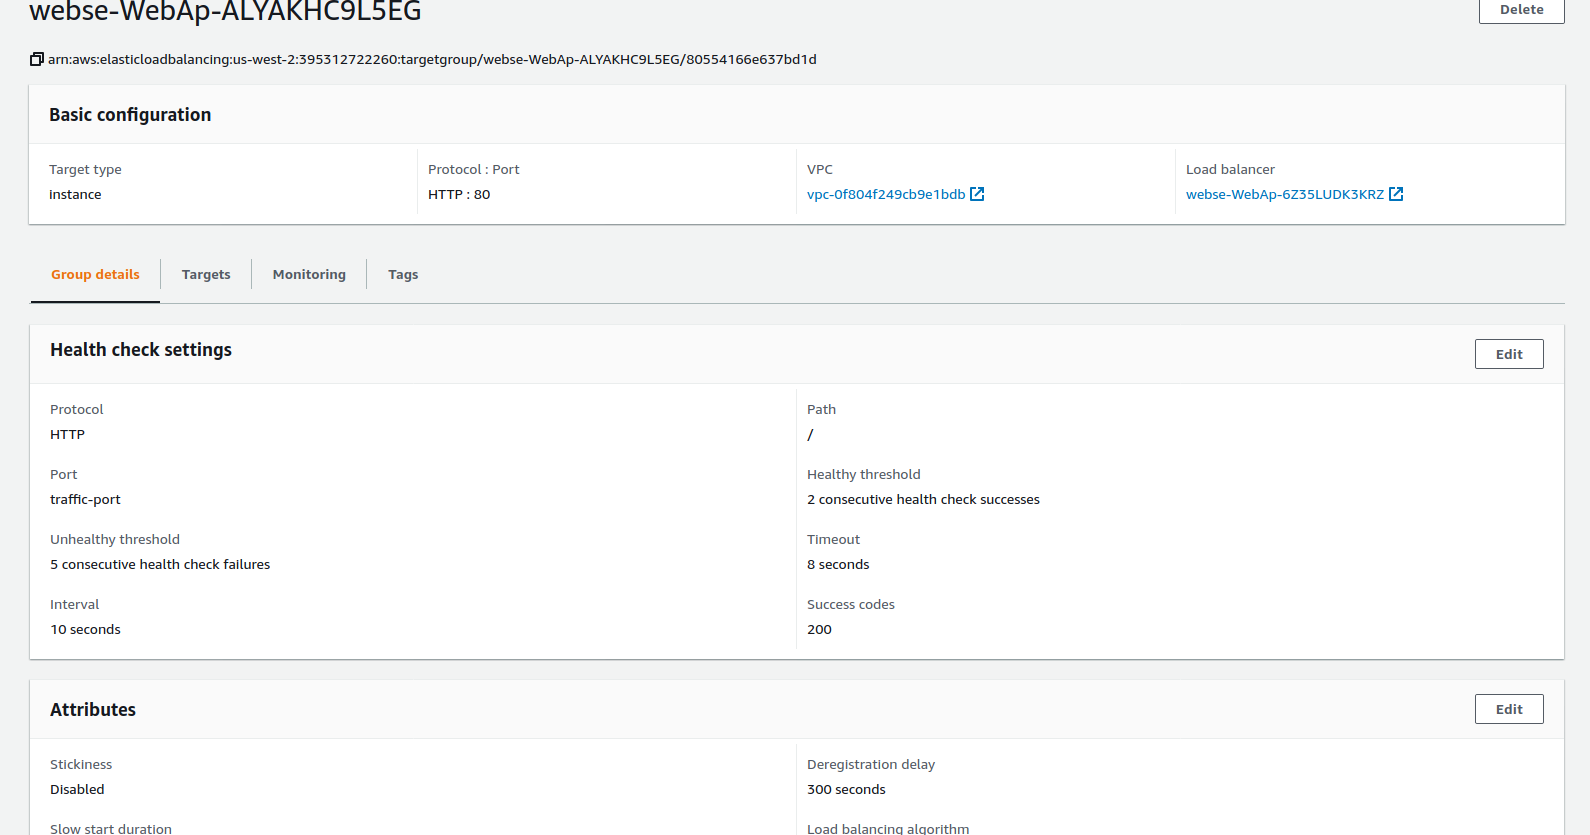 webse-WebAp-ALYAKHC9L5EG
Delete
arn:aws:elasticloadbalancing:us-west-2:395312722260:targetgroup/webse-WebAp-ALYAKHC9L5EG/80554166e637bd1d
Basic configuration
Target type
instance
Protocol : Port
HTTP : 80
VPC
vpc-0f804f249cb9e1bdb
Load balancer
webse-WebAp-6Z35LUDK3KRZ
Group details
Targets
Monitoring
Tags
Health check settings
Edit
Protocol
HTTP
Path
/
Port
traffic-port
Healthy threshold
2 consecutive health check successes
Unhealthy threshold
5 consecutive health check failures
Timeout
8 seconds
Interval
10 seconds
Success codes
200
Attributes
Edit
Stickiness
Disabled
Deregistration delay
300 seconds
Slow start duration
Load balancing algorithm